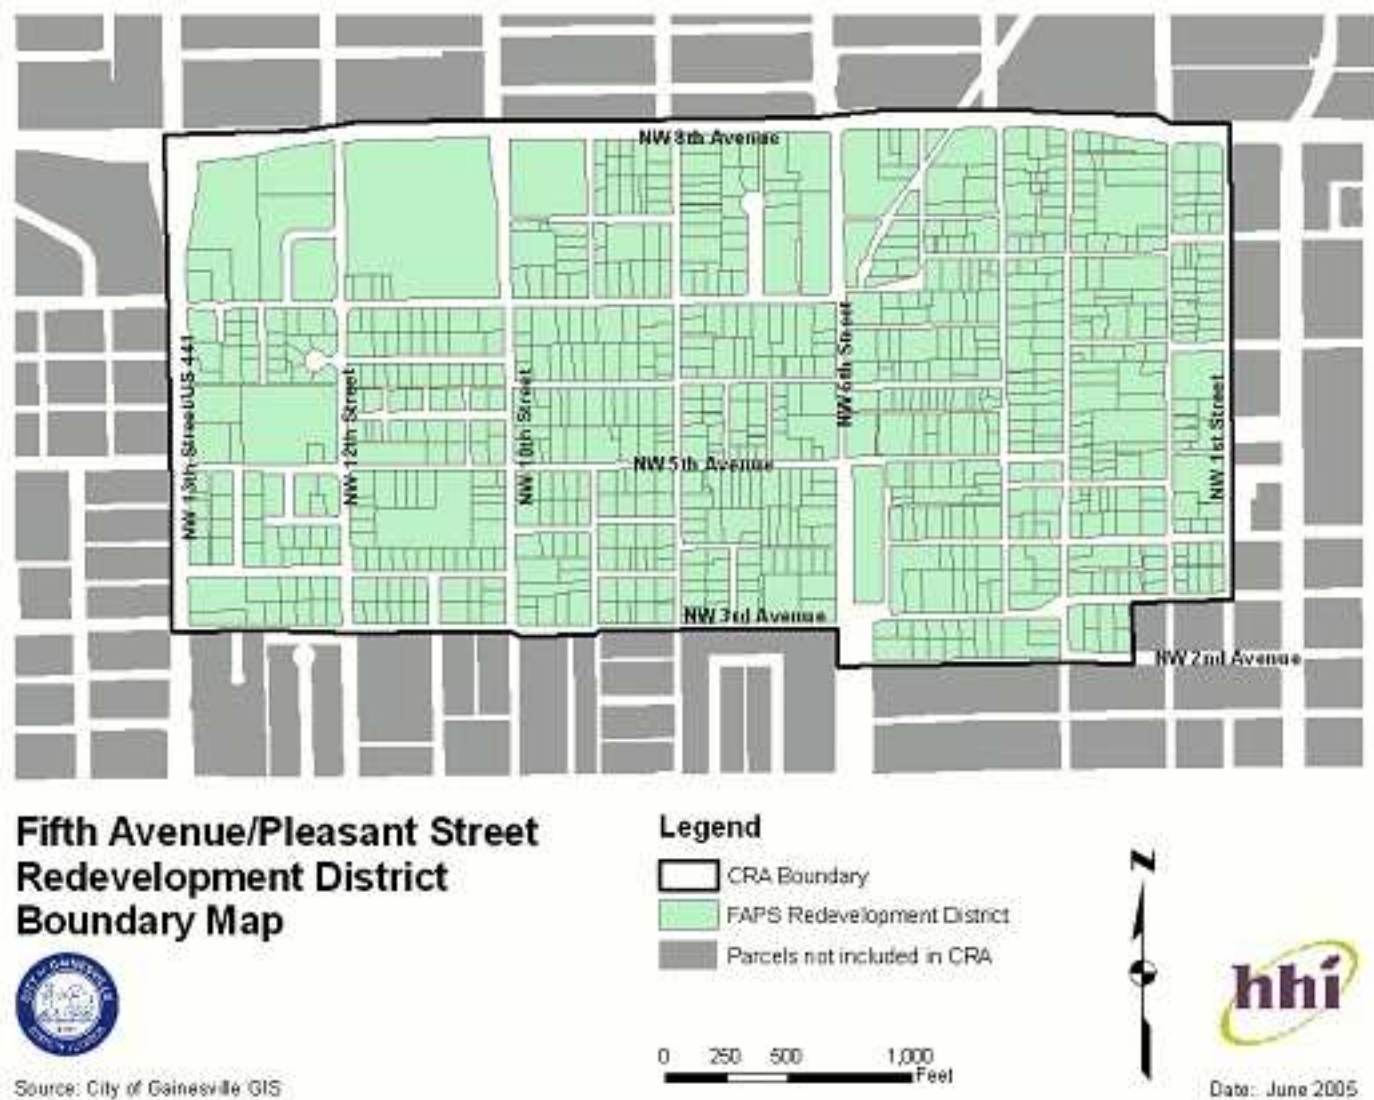 NW 8th Avenue
NW 13th Street/US 441
NW 12th Street
NW 10th Street
NW 6th Street
NW 1st Street
NW 5th Avenue
NW 3rd Avenue
NW 2nd Avenue
Fifth Avenue/Pleasant Street
Redevelopment District
Boundary Map
Legend
CRA Boundary
FAPS Redevelopment District
Parcels not included in CRA
N
CITY OF GAINESVILLE
hhi
0 250 500 1,000
Feet
Source: City of Gainesville GIS
Date: June 2005